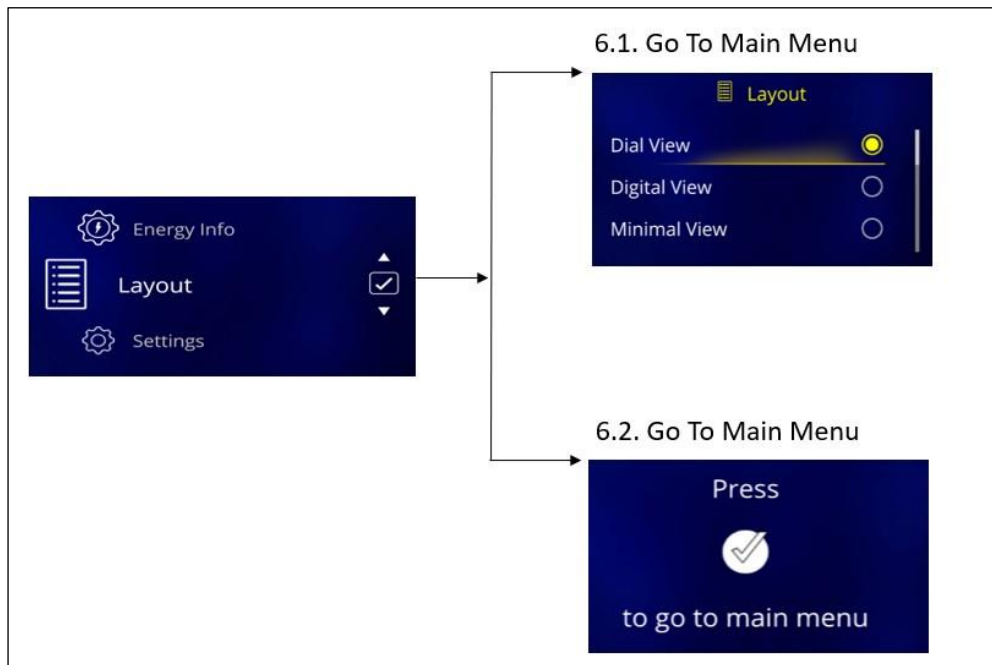 6.1. Go To Main Menu
Layout
Dial View
Digital View
Minimal View
Energy Info
Layout
Settings
6.2. Go To Main Menu
Press
to go to main menu